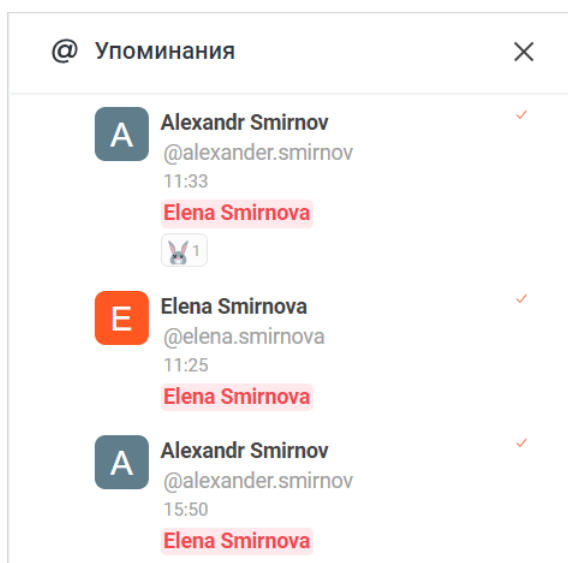 @ Упоминания
A Alexandr Smirnov
@alexander.smirnov
11:33
Elena Smirnova
1
E Elena Smirnova
@elena.smirnova
11:25
Elena Smirnova
A Alexandr Smirnov
@alexander.smirnov
15:50
Elena Smirnova